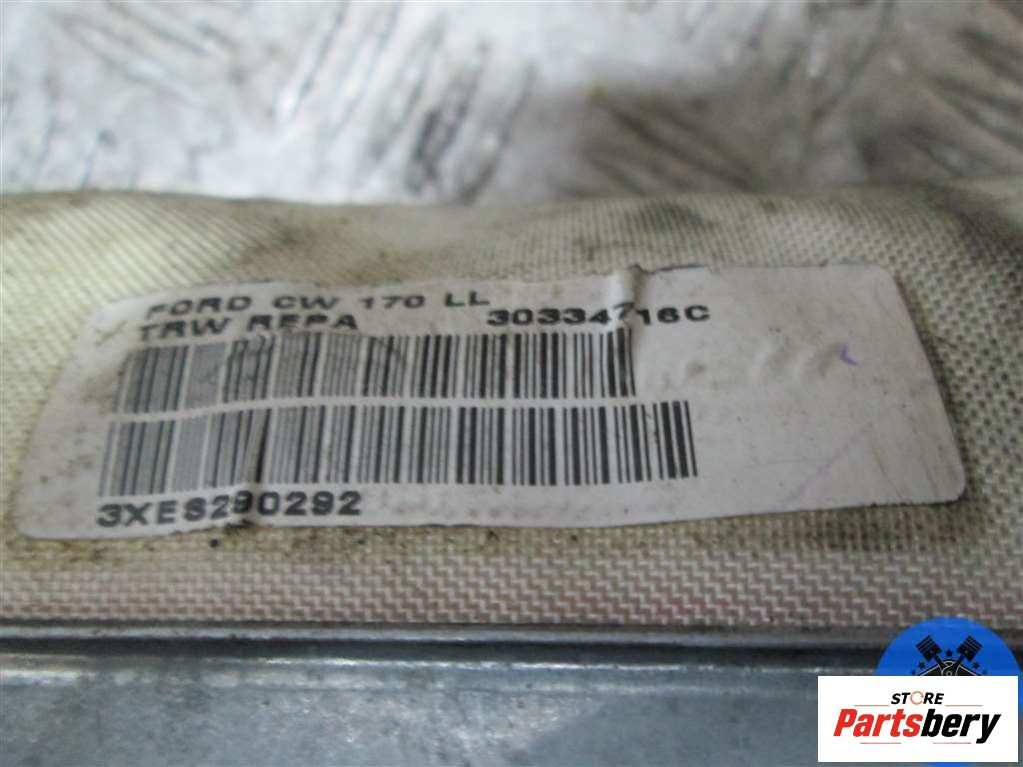 FORD CW 170 LL
TRW REPA 30334716C
3XES290292
STORE
Partsbery